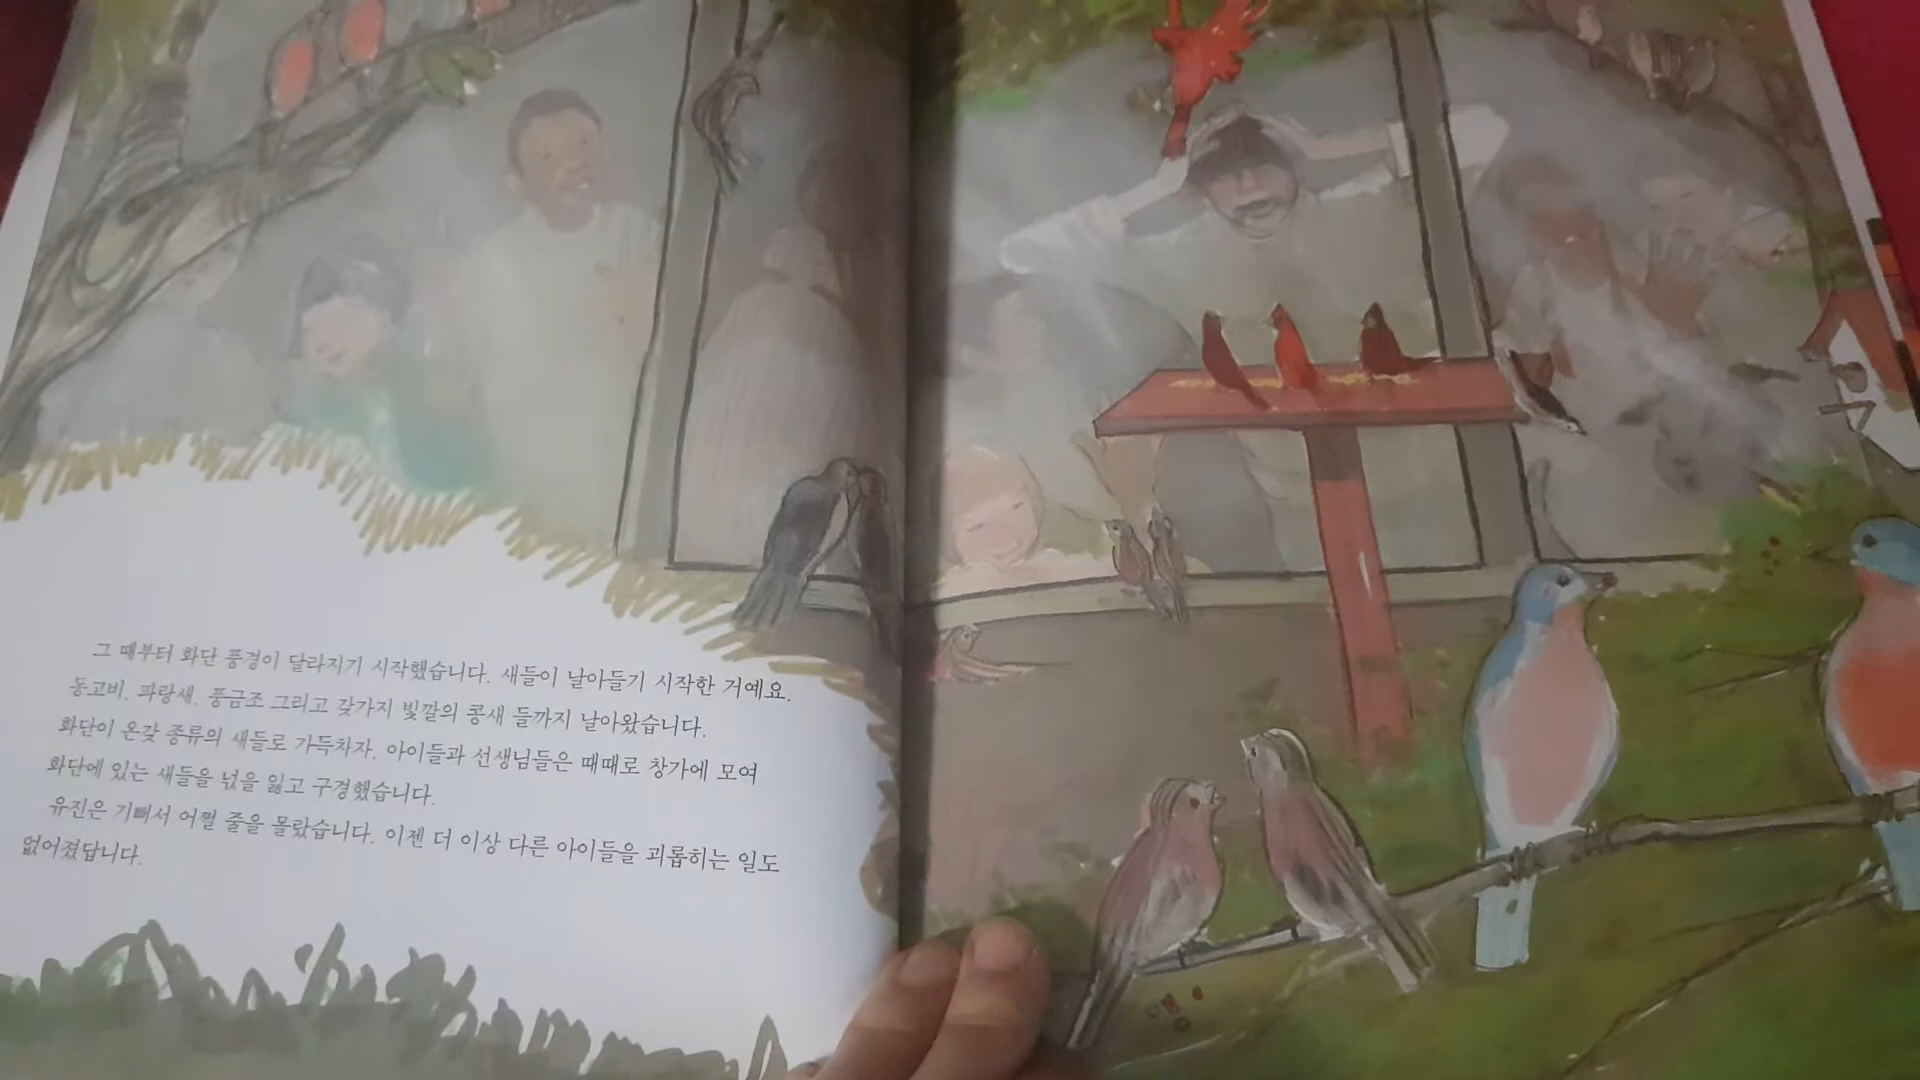 그 때부터 화단 풍경이 달라지기 시작했습니다. 새들이 날아들기 시작한 거예요.
동고비, 파랑새, 풍금조 그리고 갖가지 빛깔의 콩새 들까지 날아왔습니다.
화단이 온갖 종류의 새들로 가득차자, 아이들과 선생님들은 때때로 창가에 모여
화단에 있는 새들을 넋을 잃고 구경했습니다.
유진은 기뻐서 어쩔 줄을 몰랐습니다. 이젠 더 이상 다른 아이들을 괴롭히는 일도
없어졌답니다.